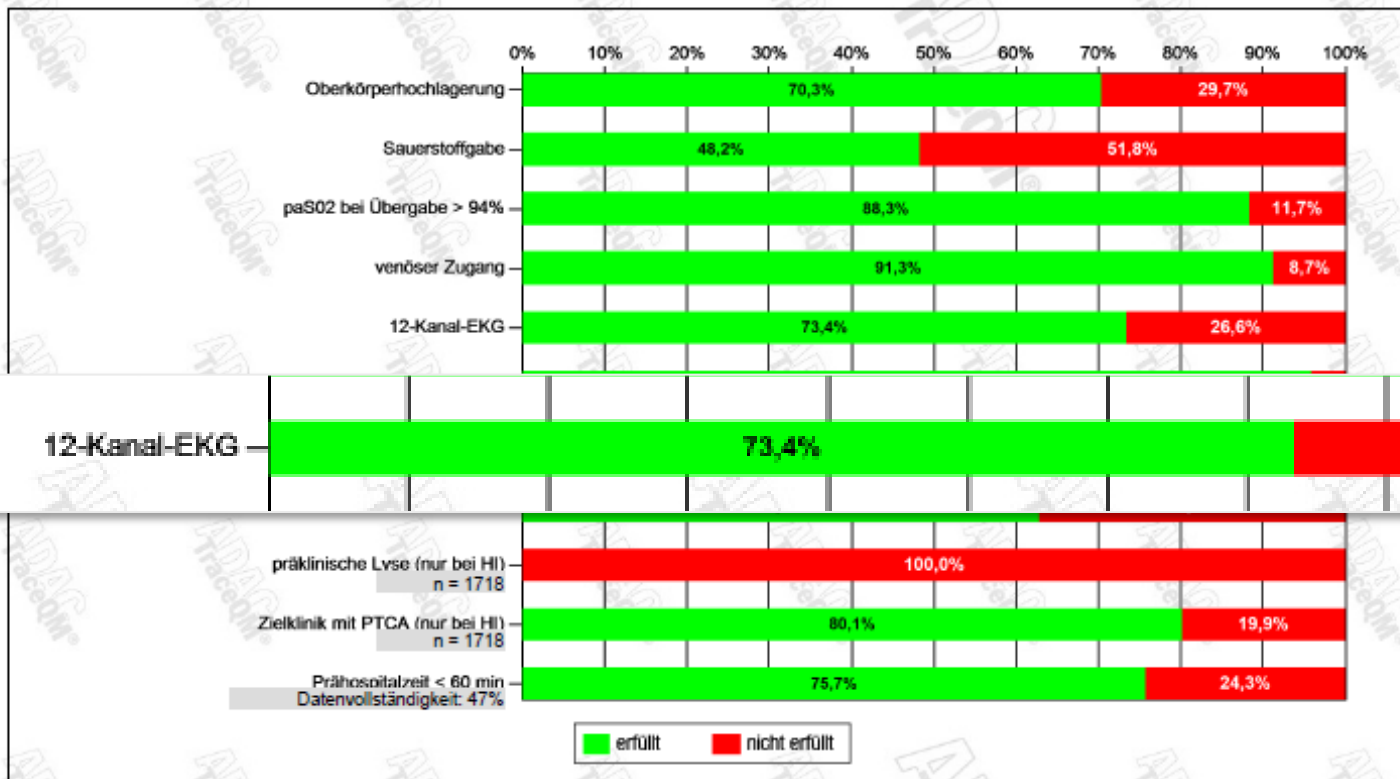 0% 10% 20% 30% 40% 50% 60% 70% 80% 90% 100%
Oberkörperhochlagerung 70,3% 29,7%
Sauerstoffgabe 48,2% 51,8%
paS02 bei Übergabe > 94% 88,3% 11,7%
venöser Zugang 91,3% 8,7%
12-Kanal-EKG 73,4% 26,6%
12-Kanal-EKG 73,4%
präklinische Lyse (nur bei HI) 100,0%
n = 1718
Zielklinik mit PTCA (nur bei HI) 80,1% 19,9%
n = 1718
Prähospitalzeit < 60 min 75,7% 24,3%
Datenvollständigkeit: 47%
erfüllt nicht erfüllt
ADAC
TraceQM®